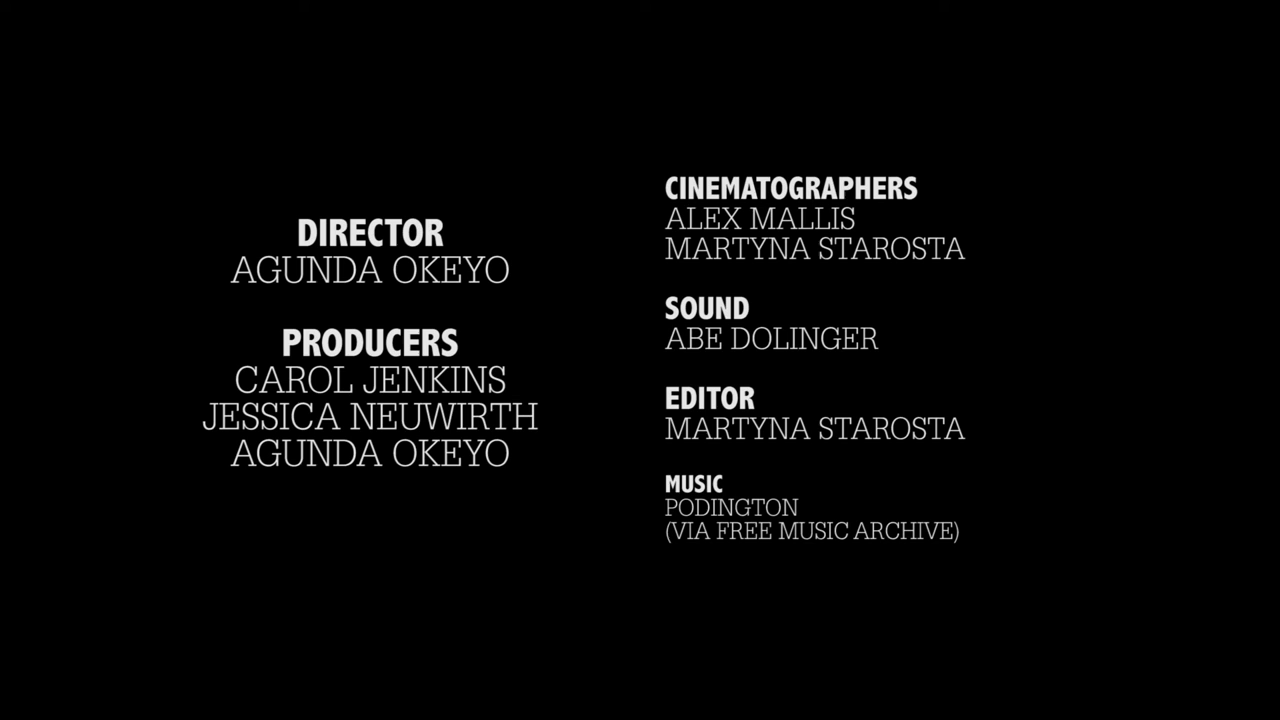 DIRECTOR
AGUNDA OKEYO
PRODUCERS
CAROL JENKINS
JESSICA NEUWIRTH
AGUNDA OKEYO
CINEMATOGRAPHERS
ALEX MALLIS
MARTYNA STAROSTA
SOUND
ABE DOLINGER
EDITOR
MARTYNA STAROSTA
MUSIC
PODINGTON
(VIA FREE MUSIC ARCHIVE)